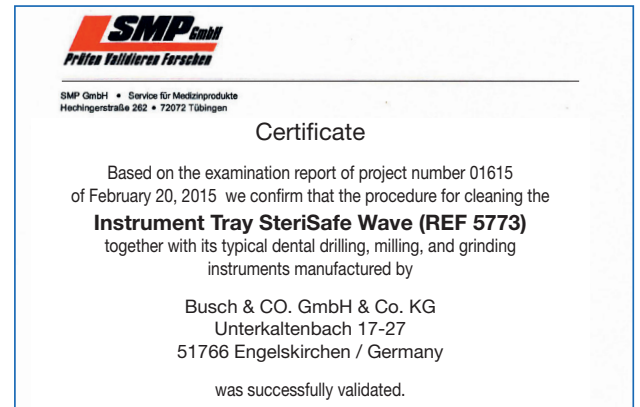 SMP GmbH
Prüfen Validieren Forschen
SMP GmbH • Service für Medizinprodukte
Hechingerstraße 262 • 72072 Tübingen
Certificate
Based on the examination report of project number 01615
of February 20, 2015 we confirm that the procedure for cleaning the
Instrument Tray SteriSafe Wave (REF 5773)
together with its typical dental drilling, milling, and grinding
instruments manufactured by
Busch & CO. GmbH & Co. KG
Unterkaltenbach 17-27
51766 Engelskirchen / Germany
was successfully validated.